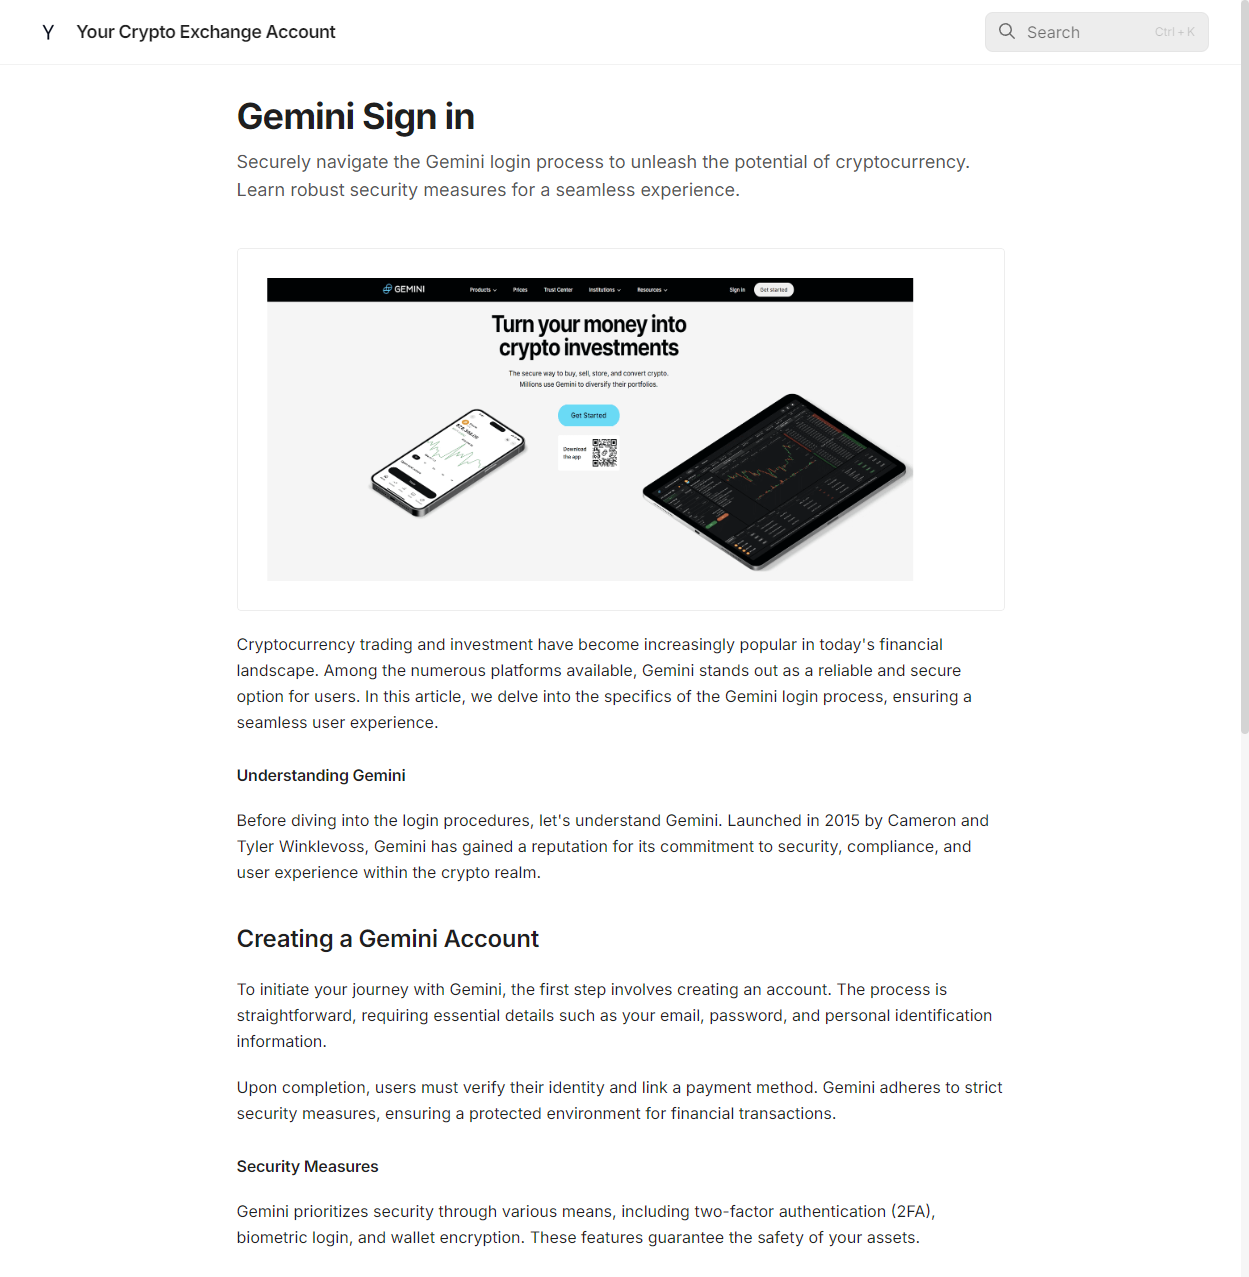 Y Your Crypto Exchange Account
Search Ctrl + K
Gemini Sign in
Securely navigate the Gemini login process to unleash the potential of cryptocurrency.
Learn robust security measures for a seamless experience.
GEMINI Products Prices Trust Center Institutions Resources Sign In Get started
Turn your money into
crypto investments
The secure way to buy, sell, store, and convert crypto.
Millions use Gemini to diversify their portfolios.
Get Started
Download
the app
Cryptocurrency trading and investment have become increasingly popular in today's financial
landscape. Among the numerous platforms available, Gemini stands out as a reliable and secure
option for users. In this article, we delve into the specifics of the Gemini login process, ensuring a
seamless user experience.
Understanding Gemini
Before diving into the login procedures, let's understand Gemini. Launched in 2015 by Cameron and
Tyler Winklevoss, Gemini has gained a reputation for its commitment to security, compliance, and
user experience within the crypto realm.
Creating a Gemini Account
To initiate your journey with Gemini, the first step involves creating an account. The process is
straightforward, requiring essential details such as your email, password, and personal identification
information.
Upon completion, users must verify their identity and link a payment method. Gemini adheres to strict
security measures, ensuring a protected environment for financial transactions.
Security Measures
Gemini prioritizes security through various means, including two-factor authentication (2FA),
biometric login, and wallet encryption. These features guarantee the safety of your assets.